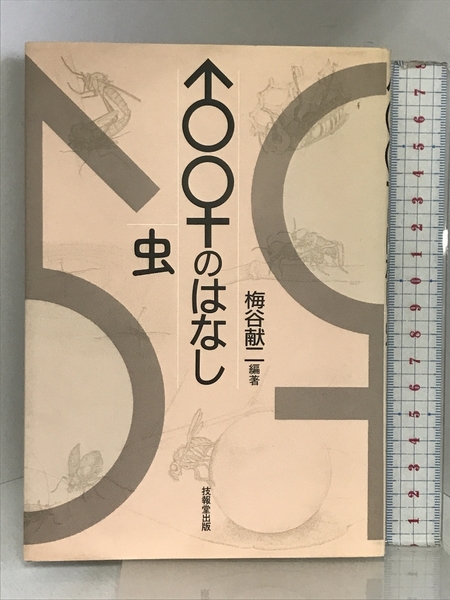 ♂♀のはなし
虫
梅谷献二 編著
技報堂出版